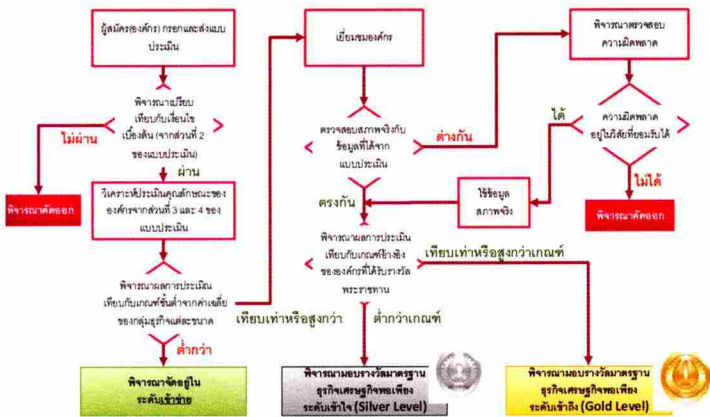 ผู้สมัคร(องค์กร) กรอกและส่งแบบ
ประเมิน
พิจารณาเปรียบ
เทียบกับเงื่อนไข
เบื้องต้น (จากส่วนที่ 2
ของแบบประเมิน)
ไม่ผ่าน
ผ่าน
พิจารณาคัดออก
วิเคราะห์ประเมินคุณลักษณะของ
องค์กรจากส่วนที่ 3 และ 4 ของ
แบบประเมิน
พิจารณาผลการประเมิน
เทียบกับเกณฑ์ขั้นต่ำจากค่าเฉลี่ย
ของกลุ่มธุรกิจแต่ละขนาด
เทียบเท่าหรือสูงกว่า
ต่ำกว่า
พิจารณาจัดอยู่ใน
ระดับเข้าข่าย
เยี่ยมชมองค์กร
ตรวจสอบสภาพจริงกับ
ข้อมูลที่ได้จาก
แบบประเมิน
ต่างกัน
ตรงกัน
พิจารณาผลการประเมิน
เทียบกับเกณฑ์อ้างอิง
ขององค์กรที่ได้รับรางวัล
พระราชทาน
เทียบเท่าหรือสูงกว่าเกณฑ์
ต่ำกว่าเกณฑ์
พิจารณามอบรางวัลมาตรฐาน
ธุรกิจเศรษฐกิจพอเพียง
ระดับเข้าใจ (Silver Level)
พิจารณาตรวจสอบ
ความผิดพลาด
ความผิดพลาด
อยู่ในวิสัยที่ยอมรับได้
ได้
ไม่ได้
ใช้ข้อมูล
สภาพจริง
พิจารณาคัดออก
พิจารณามอบรางวัลมาตรฐาน
ธุรกิจเศรษฐกิจพอเพียง
ระดับเข้าถึง (Gold Level)